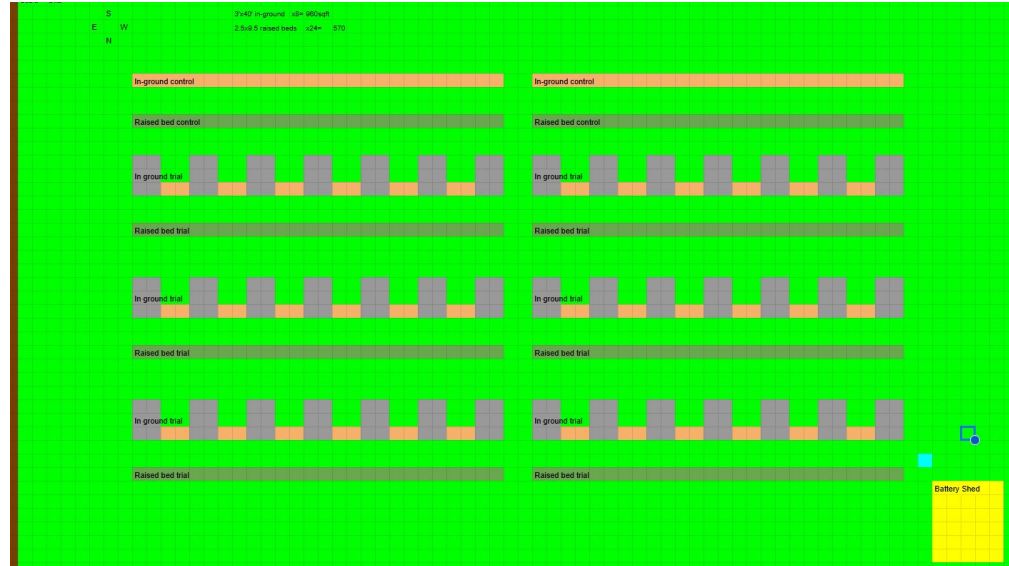 S
E W
N
3'x40' in-ground x8= 960sqft
2.5x9.5 raised beds x24= 570
In-ground control
In-ground control
Raised bed control
Raised bed control
In ground trial
In ground trial
Raised bed trial
Raised bed trial
In ground trial
In ground trial
Raised bed trial
Raised bed trial
In ground trial
In ground trial
Raised bed trial
Raised bed trial
Battery Shed